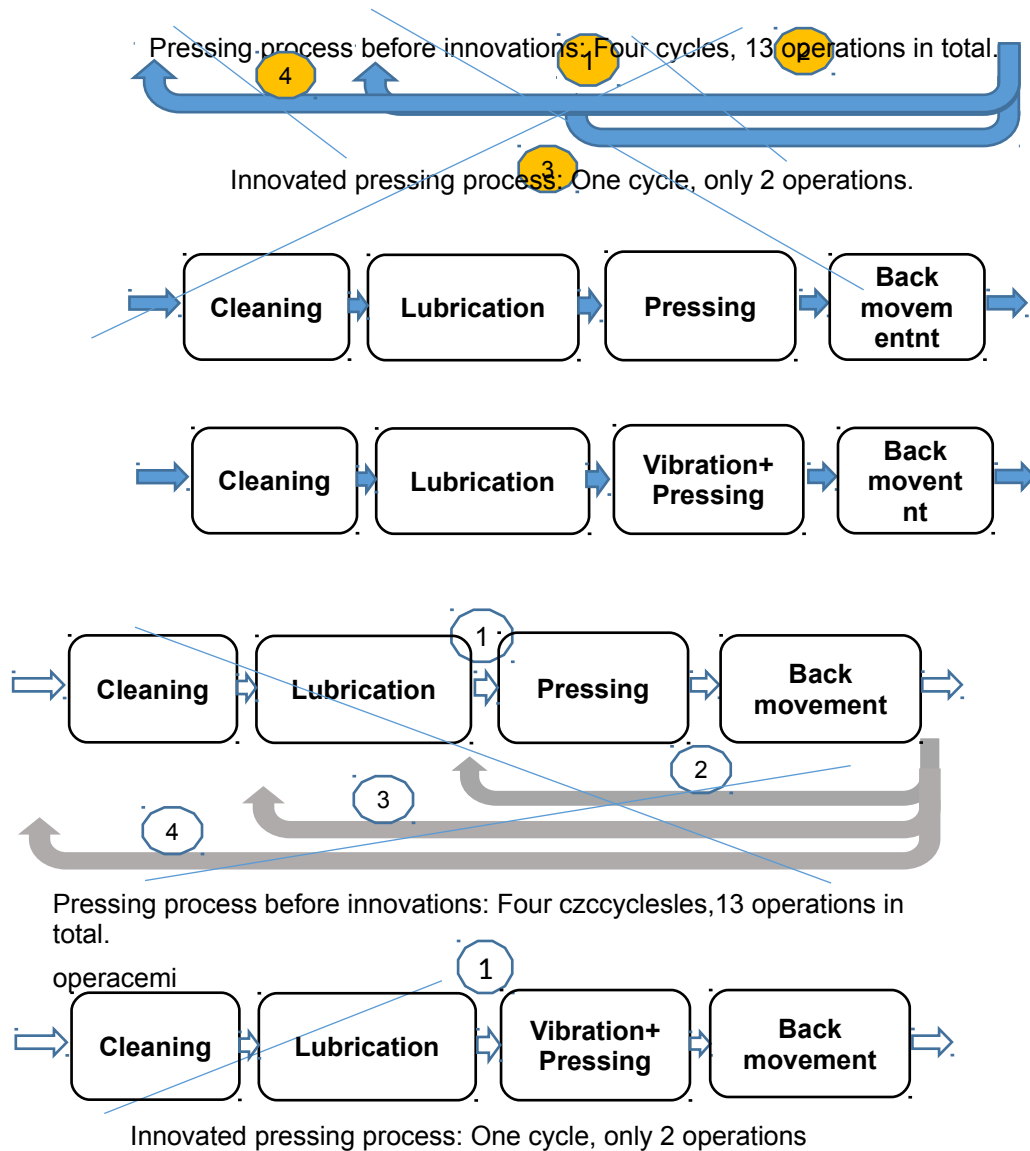 Pressing process before innovations: Four cycles, 13 operations in total.
4
1
2
3
Innovated pressing process: One cycle, only 2 operations.
Cleaning
Lubrication
Pressing
Back
movem
entnt
Cleaning
Lubrication
Vibration+
Pressing
Back
movent
nt
1
Cleaning
Lubrication
Pressing
Back
movement
2
3
4
Pressing process before innovations: Four czccyclesles,13 operations in
total.
operacemi
1
Cleaning
Lubrication
Vibration+
Pressing
Back
movement
Innovated pressing process: One cycle, only 2 operations